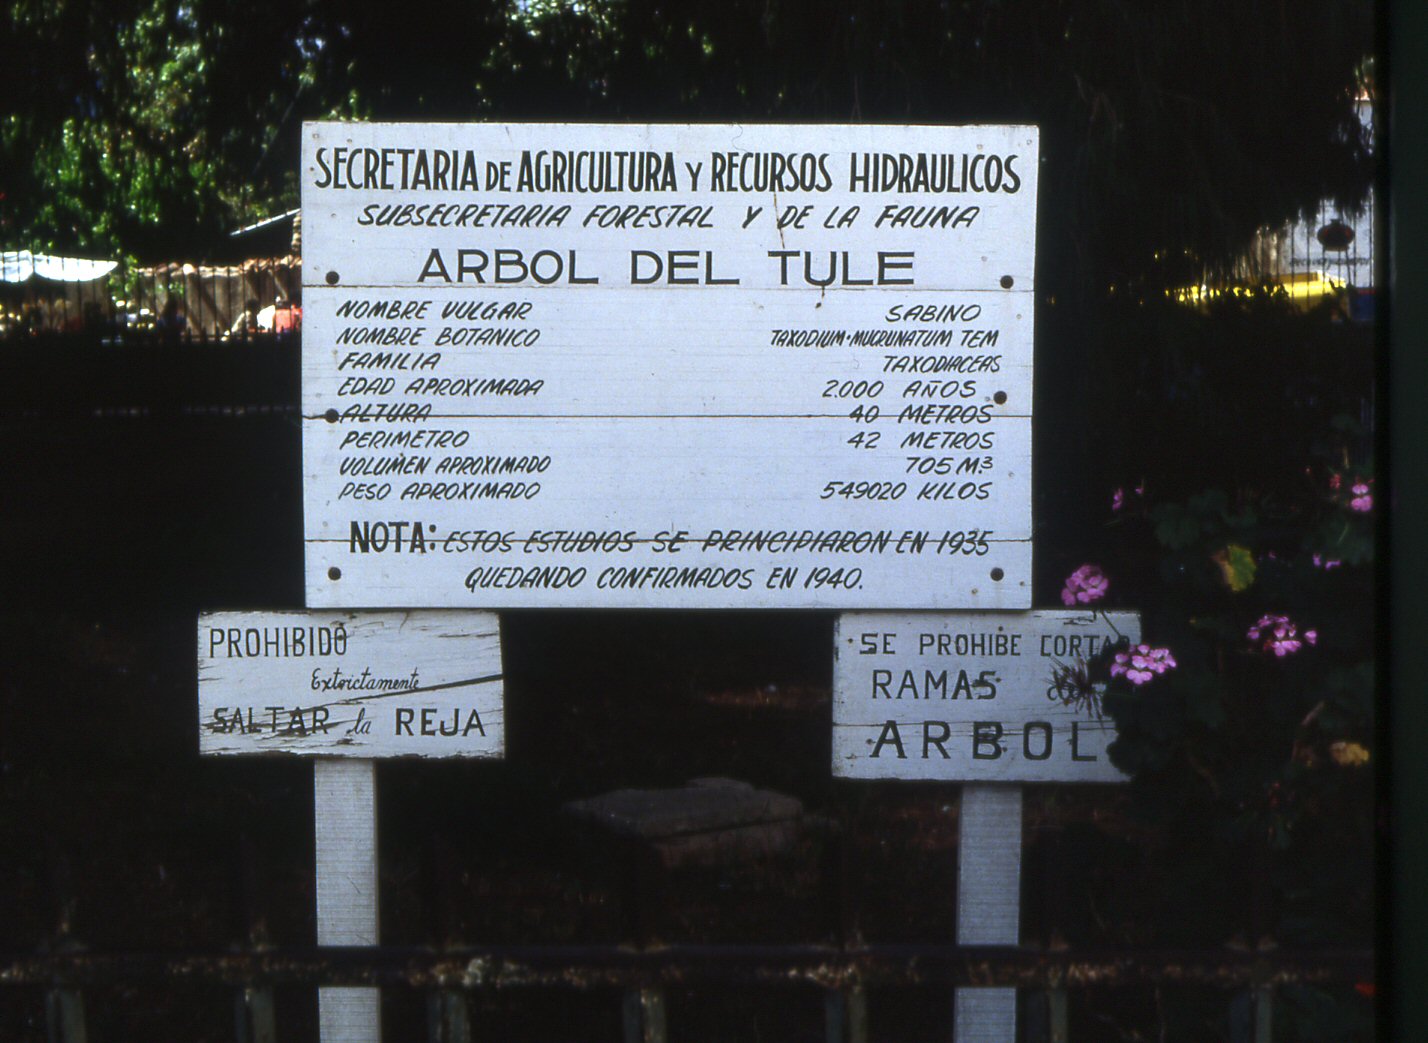 SECRETARIA DE AGRICULTURA Y RECURSOS HIDRAULICOS
SUBSECRETARIA FORESTAL Y DE LA FAUNA
ARBOL DEL TULE
NOMBRE VULGAR SABINO
NOMBRE BOTANICO TAXODIUM·MUCRUNATUM TEM
FAMILIA TAXODIACEAS
EDAD APROXIMADA 2.000 AÑOS.
ALTURA 40 METROS
PERIMETRO 42 METROS
VOLUMEN APROXIMADO 705 M.³
PESO APROXIMADO 549020 KILOS
NOTA: ESTOS ESTUDIOS SE PRINCIPIARON EN 1935
QUEDANDO CONFIRMADOS EN 1940.
PROHIBIDO
Extrictamente
SALTAR la REJA
SE PROHIBE CORTAR
RAMAS del
ARBOL